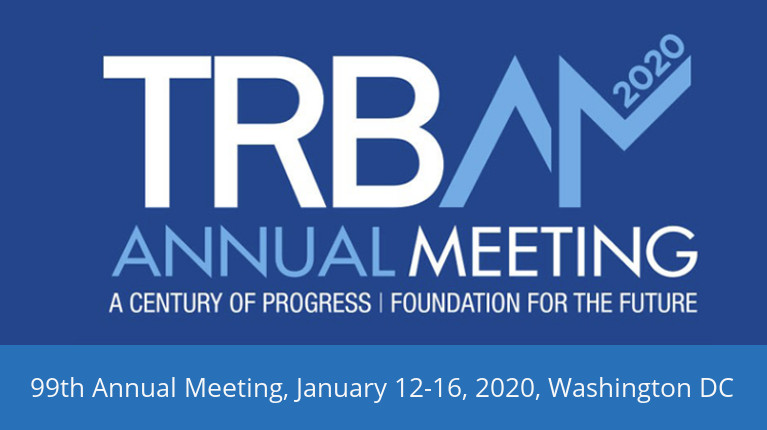 TRBAM 2020
ANNUAL MEETING
A CENTURY OF PROGRESS | FOUNDATION FOR THE FUTURE
99th Annual Meeting, January 12-16, 2020, Washington DC